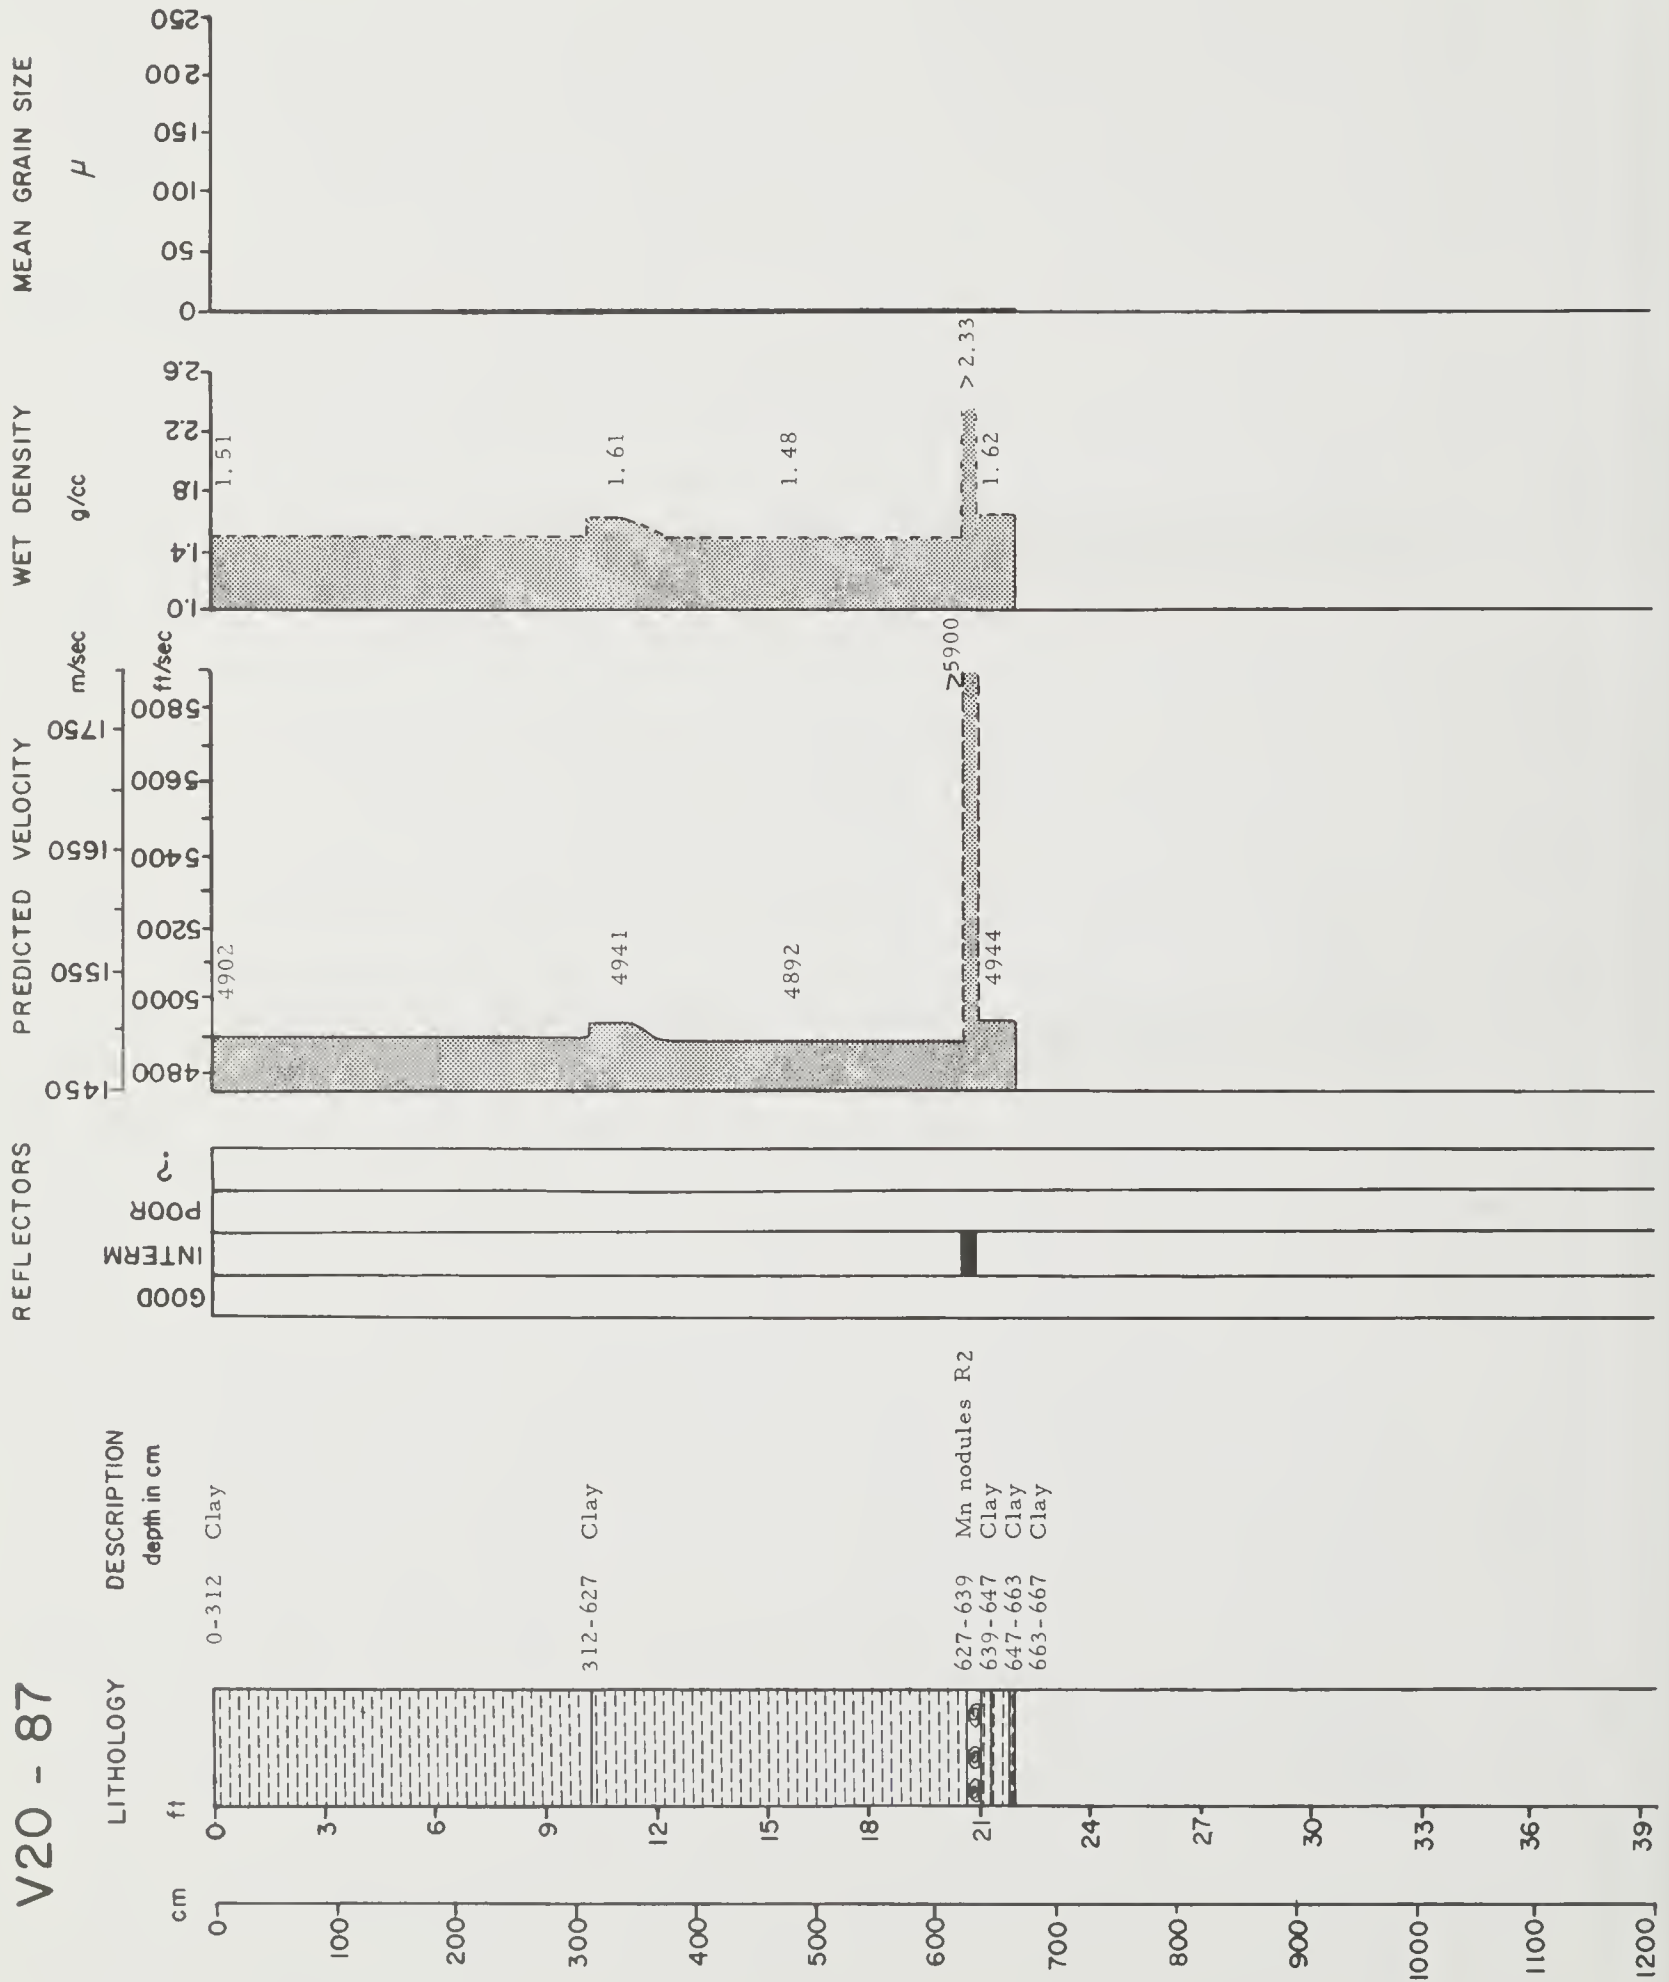 V20 - 87
LITHOLOGY
DESCRIPTION
depth in cm
REFLECTORS
PREDICTED VELOCITY
WET DENSITY
g/cc
MEAN GRAIN SIZE
μ
cm
ft
GOOD
INTERM
POOR
?
m/sec
1450
1550
1650
1750
ft/sec
4800
5000
5200
5400
5600
5800
1.0
1.4
1.8
2.2
2.6
0
50
100
150
200
250
0
100
200
300
400
500
600
700
800
900
1000
1100
1200
0
3
6
9
12
15
18
21
24
27
30
33
36
39
0-312 Clay
312-627 Clay
627-639 Mn nodules R2
639-647 Clay
647-663 Clay
663-667 Clay
4902
4941
4892
≥5900
4944
1.51
1.61
1.48
> 2.33
1.62